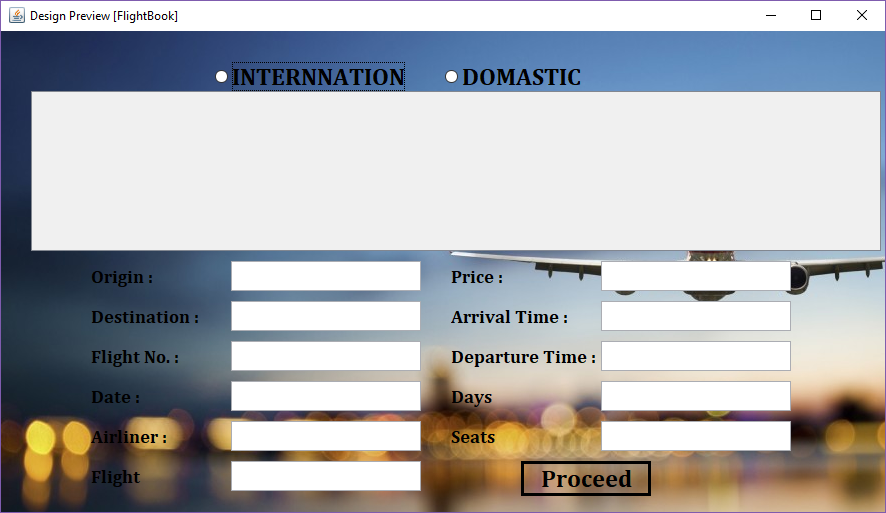 Design Preview [FlightBook]
INTERNNATION DOMASTIC
Origin : Price :
Destination : Arrival Time :
Flight No. : Departure Time :
Date : Days
Airliner : Seats
Flight Proceed